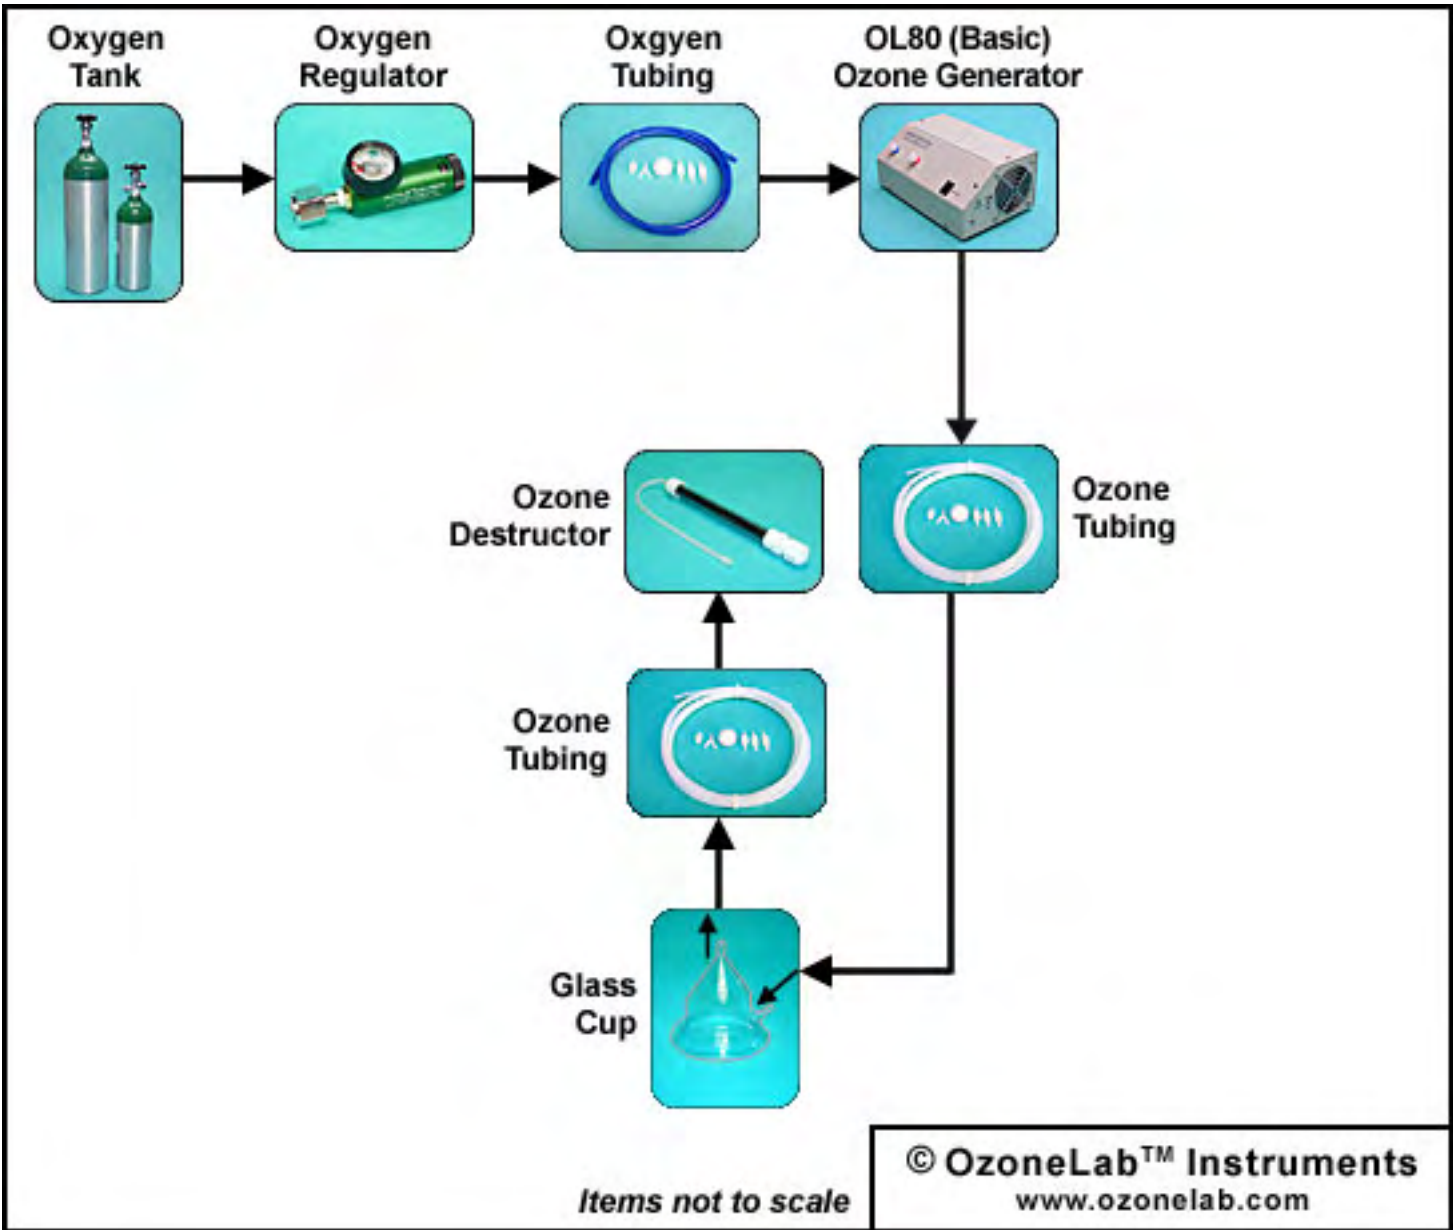 Oxygen
Tank
Oxygen
Regulator
Oxgyen
Tubing
OL80 (Basic)
Ozone Generator
Ozone
Destructor
Ozone
Tubing
Ozone
Tubing
Glass
Cup
Items not to scale
© OzoneLab™ Instruments
www.ozonelab.com